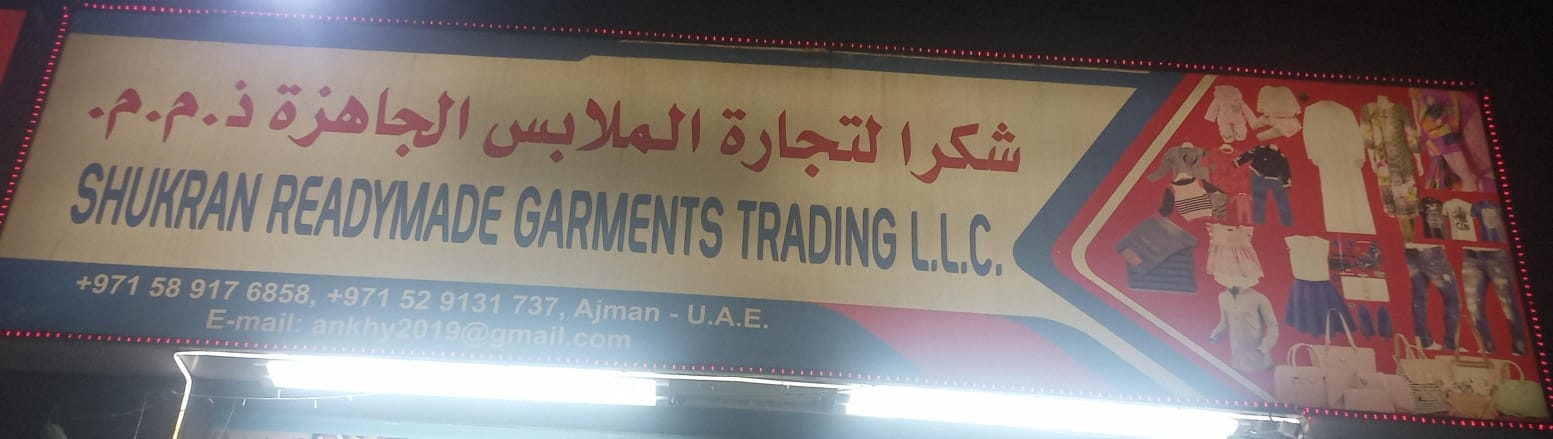 شكرا لتجارة الملابس الجاهزة ذ.م.م.
SHUKRAN READYMADE GARMENTS TRADING L.L.C.
+971 58 917 6858, +971 52 9131 737, Ajman - U.A.E.
E-mail: ankhy2019@gmail.com